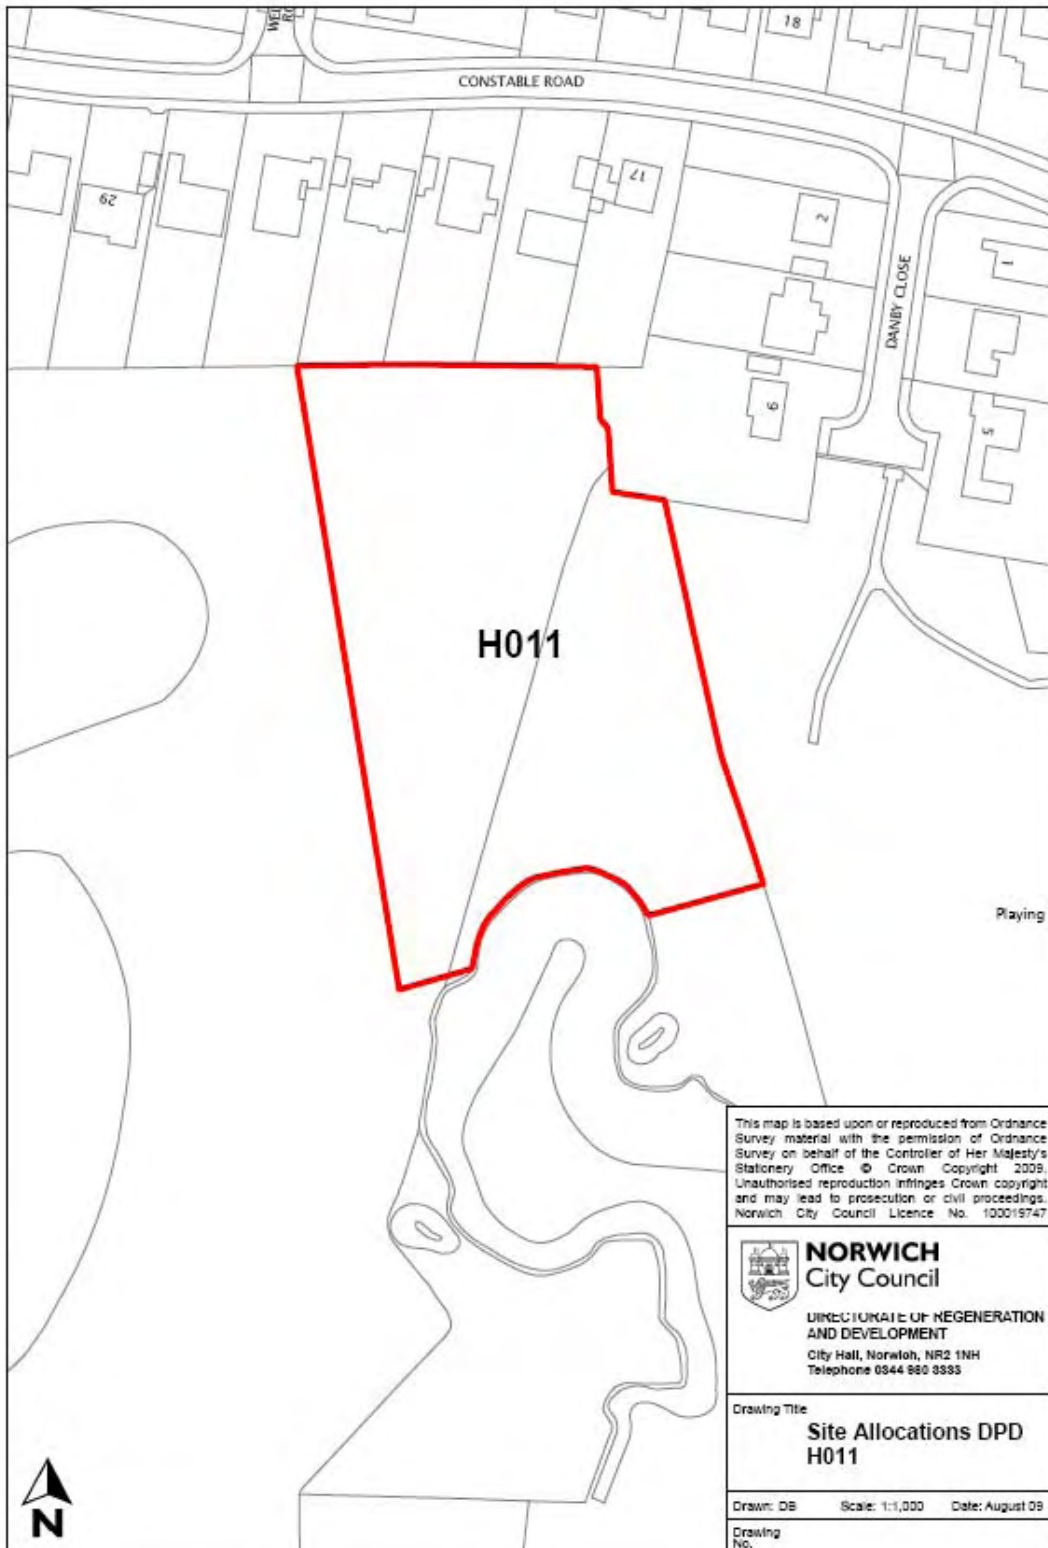 18
CONSTABLE ROAD
29
17
2
1
DANBY CLOSE
6
5
H011
Playing
This map is based upon or reproduced from Ordnance
Survey material with the permission of Ordnance
Survey on behalf of the Controller of Her Majesty's
Stationery Office © Crown Copyright 2009.
Unauthorised reproduction infringes Crown copyright
and may lead to prosecution or civil proceedings.
Norwich City Council Licence No. 100019747
NORWICH
City Council
DIRECTORATE OF REGENERATION
AND DEVELOPMENT
City Hall, Norwich, NR2 1NH
Telephone 0344 980 3333
Drawing Title
Site Allocations DPD
H011
Drawn: DB Scale: 1:1,000 Date: August 09
Drawing
No.
N